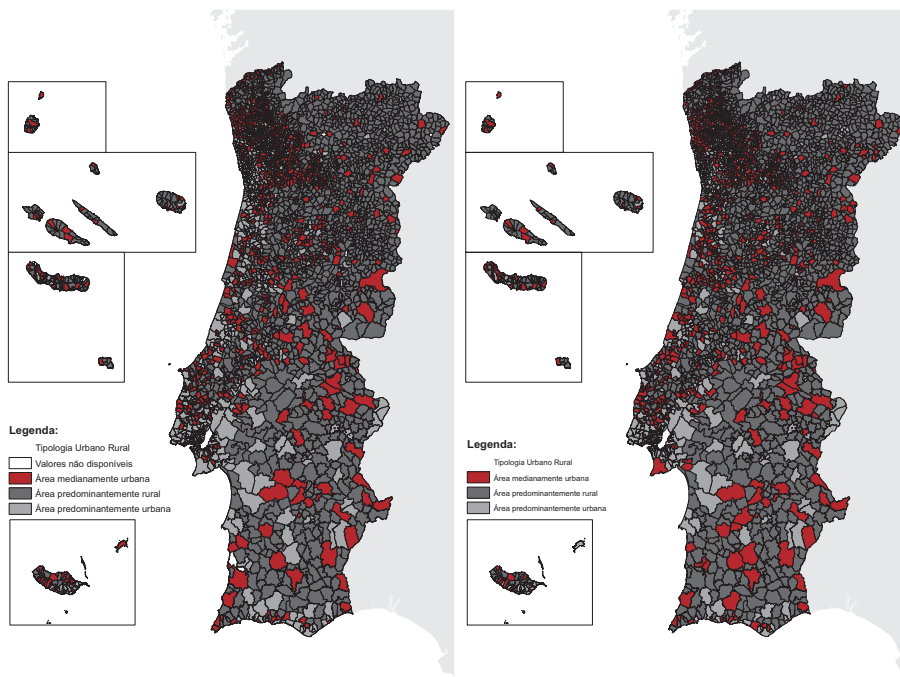 Legenda:
Tipologia Urbano Rural
Valores não disponíveis
Área medianamente urbana
Área predominantemente rural
Área predominantemente urbana
Legenda:
Tipologia Urbano Rural
Área medianamente urbana
Área predominantemente rural
Área predominantemente urbana